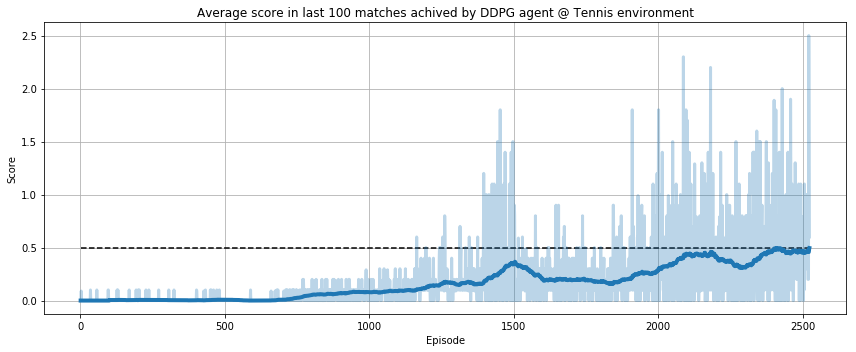 Average score in last 100 matches achived by DDPG agent @ Tennis environment
2.5
2.0
1.5
1.0
0.5
0.0
Score
0 500 1000 1500 2000 2500
Episode